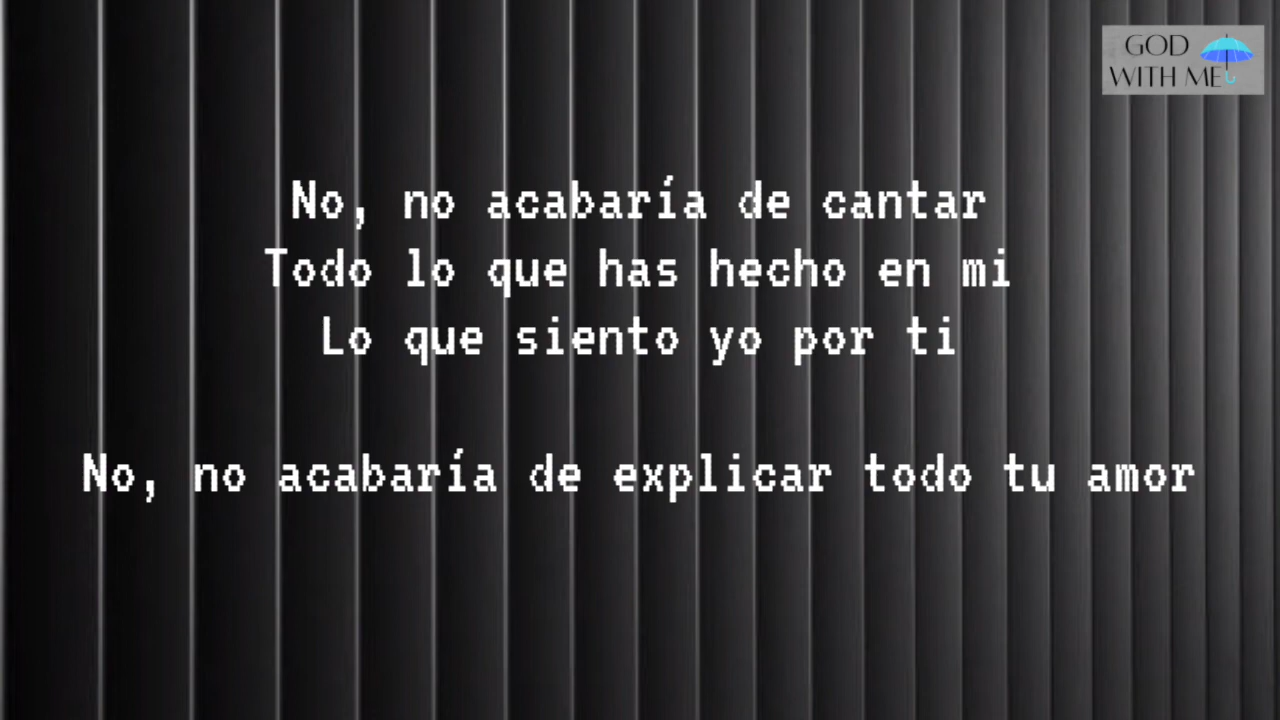 GOD
WITH ME
No, no acabaría de cantar
Todo lo que has hecho en mi
Lo que siento yo por ti
No, no acabaría de explicar todo tu amor